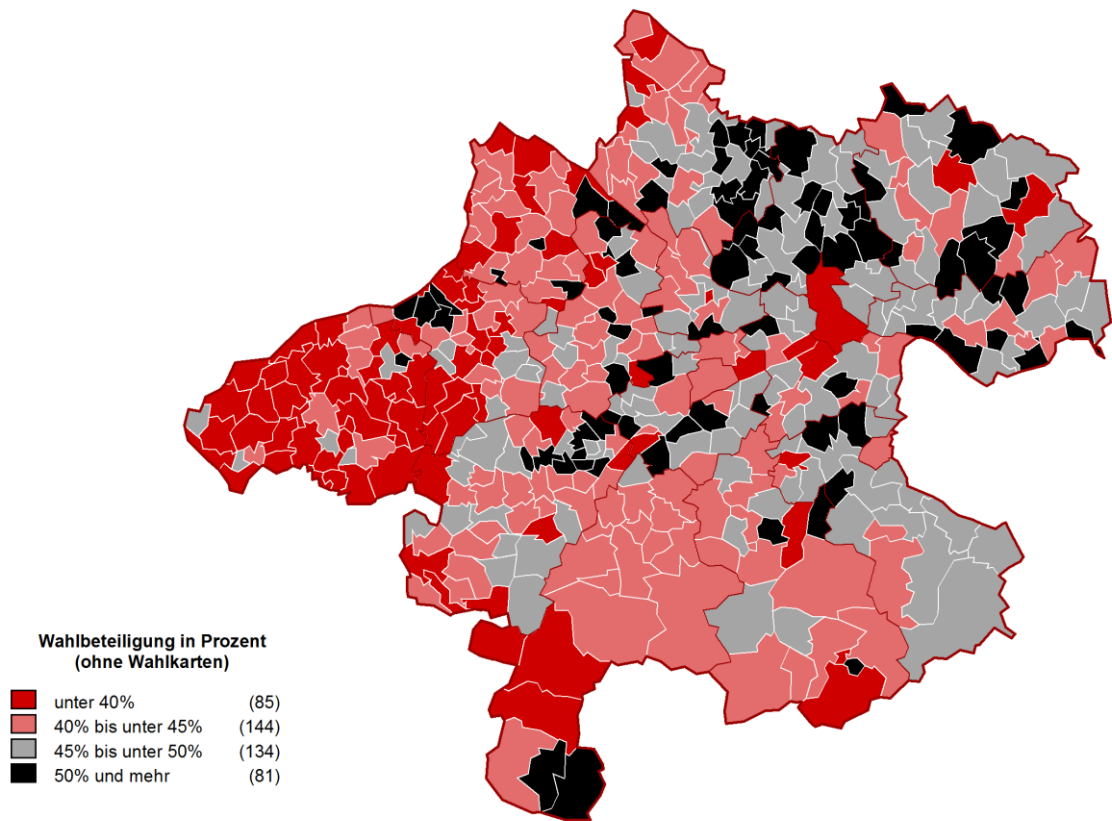 Wahlbeteiligung in Prozent
(ohne Wahlkarten)
unter 40% (85)
40% bis unter 45% (144)
45% bis unter 50% (134)
50% und mehr (81)